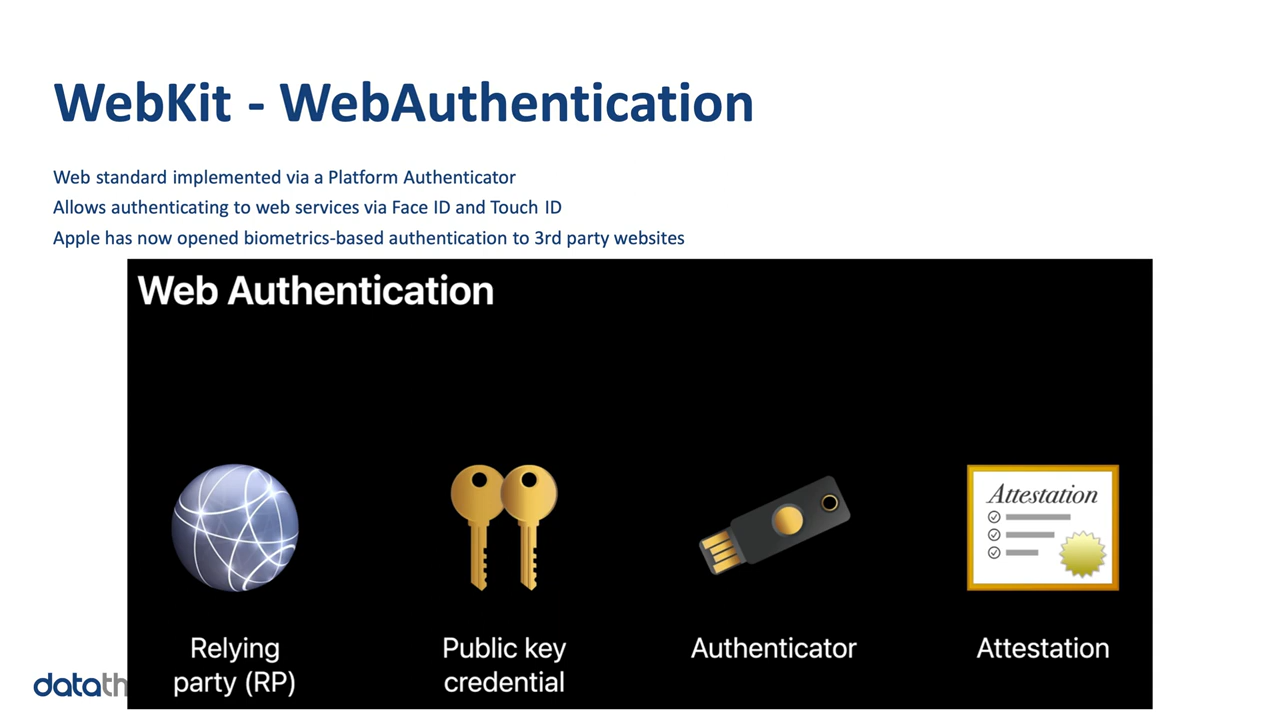 WebKit - WebAuthentication
Web standard implemented via a Platform Authenticator
Allows authenticating to web services via Face ID and Touch ID
Apple has now opened biometrics-based authentication to 3rd party websites
Web Authentication
Attestation
Relying
party (RP)
Public key
credential
Authenticator
Attestation
datath